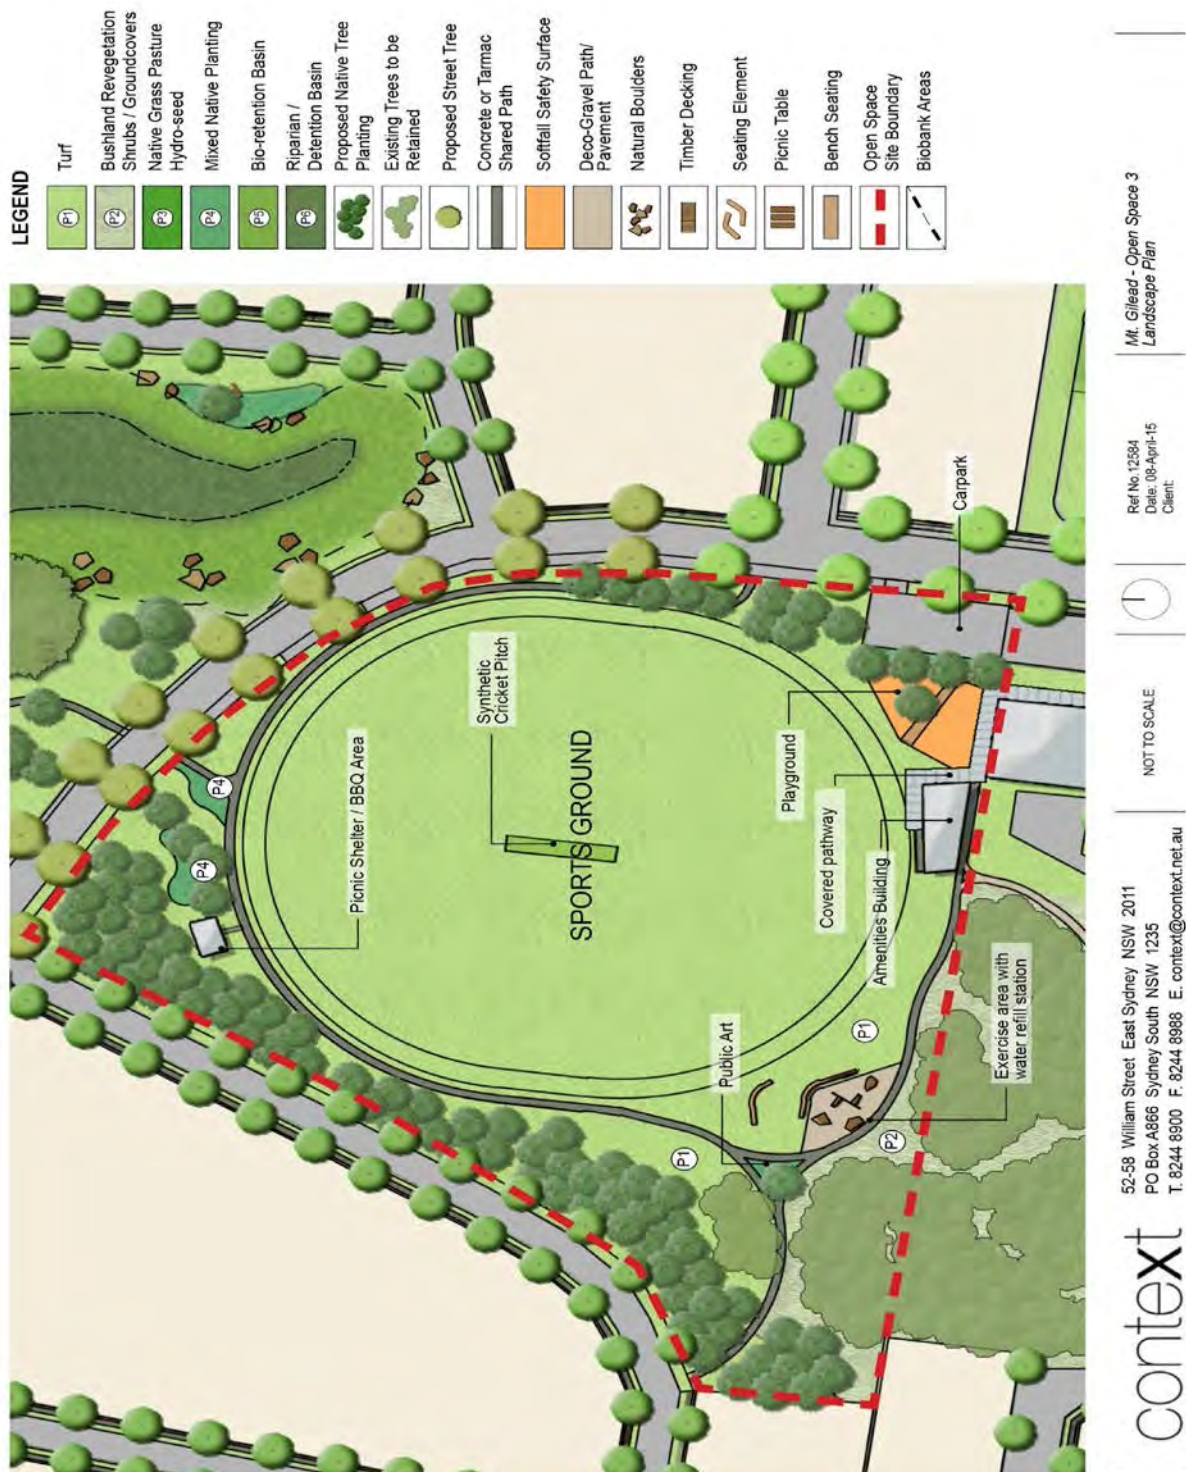 LEGEND
P1
Turf
P2
Bushland Revegetation
Shrubs / Groundcovers
P3
Native Grass Pasture
Hydro-seed
P4
Mixed Native Planting
P5
Bio-retention Basin
P6
Riparian /
Detention Basin
Proposed Native Tree
Planting
Existing Trees to be
Retained
Proposed Street Tree
Concrete or Tarmac
Shared Path
Softfall Safety Surface
Deco-Gravel Path/
Pavement
Natural Boulders
Timber Decking
Seating Element
Picnic Table
Bench Seating
Open Space
Site Boundary
Biobank Areas
P4
P4
Picnic Shelter / BBQ Area
Synthetic
Cricket Pitch
SPORTS GROUND
Carpark
Playground
Covered pathway
Amenities Building
P1
Public Art
Exercise area with
water refill station
P1
P2
context
52-58 William Street East Sydney NSW 2011
PO Box A866 Sydney South NSW 1235
T. 8244 8900 F. 8244 8988 E. context@context.net.au
NOT TO SCALE
Ref No.12584
Date: 08-April-15
Client:
Mt. Gilead - Open Space 3
Landscape Plan